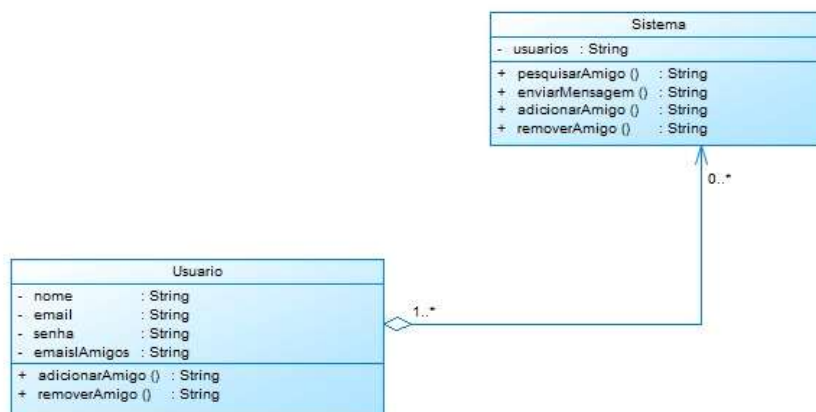 Sistema
- usuarios : String
+ pesquisarAmigo () : String
+ enviarMensagem () : String
+ adicionarAmigo () : String
+ removerAmigo () : String
0..*
Usuario
- nome : String
- email : String
- senha : String
- emaislAmigos : String
+ adicionarAmigo () : String
+ removerAmigo () : String
1..*